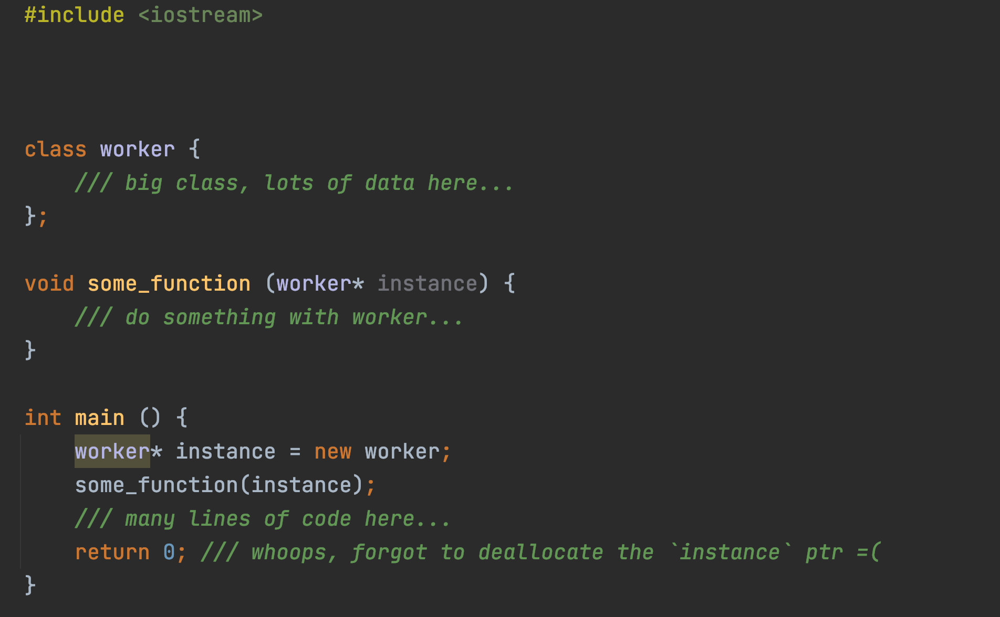 #include <iostream>
class worker {
/// big class, lots of data here...
};
void some_function (worker* instance) {
/// do something with worker...
}
int main () {
worker* instance = new worker;
some_function(instance);
/// many lines of code here...
return 0; /// whoops, forgot to deallocate the `instance` ptr =(
}